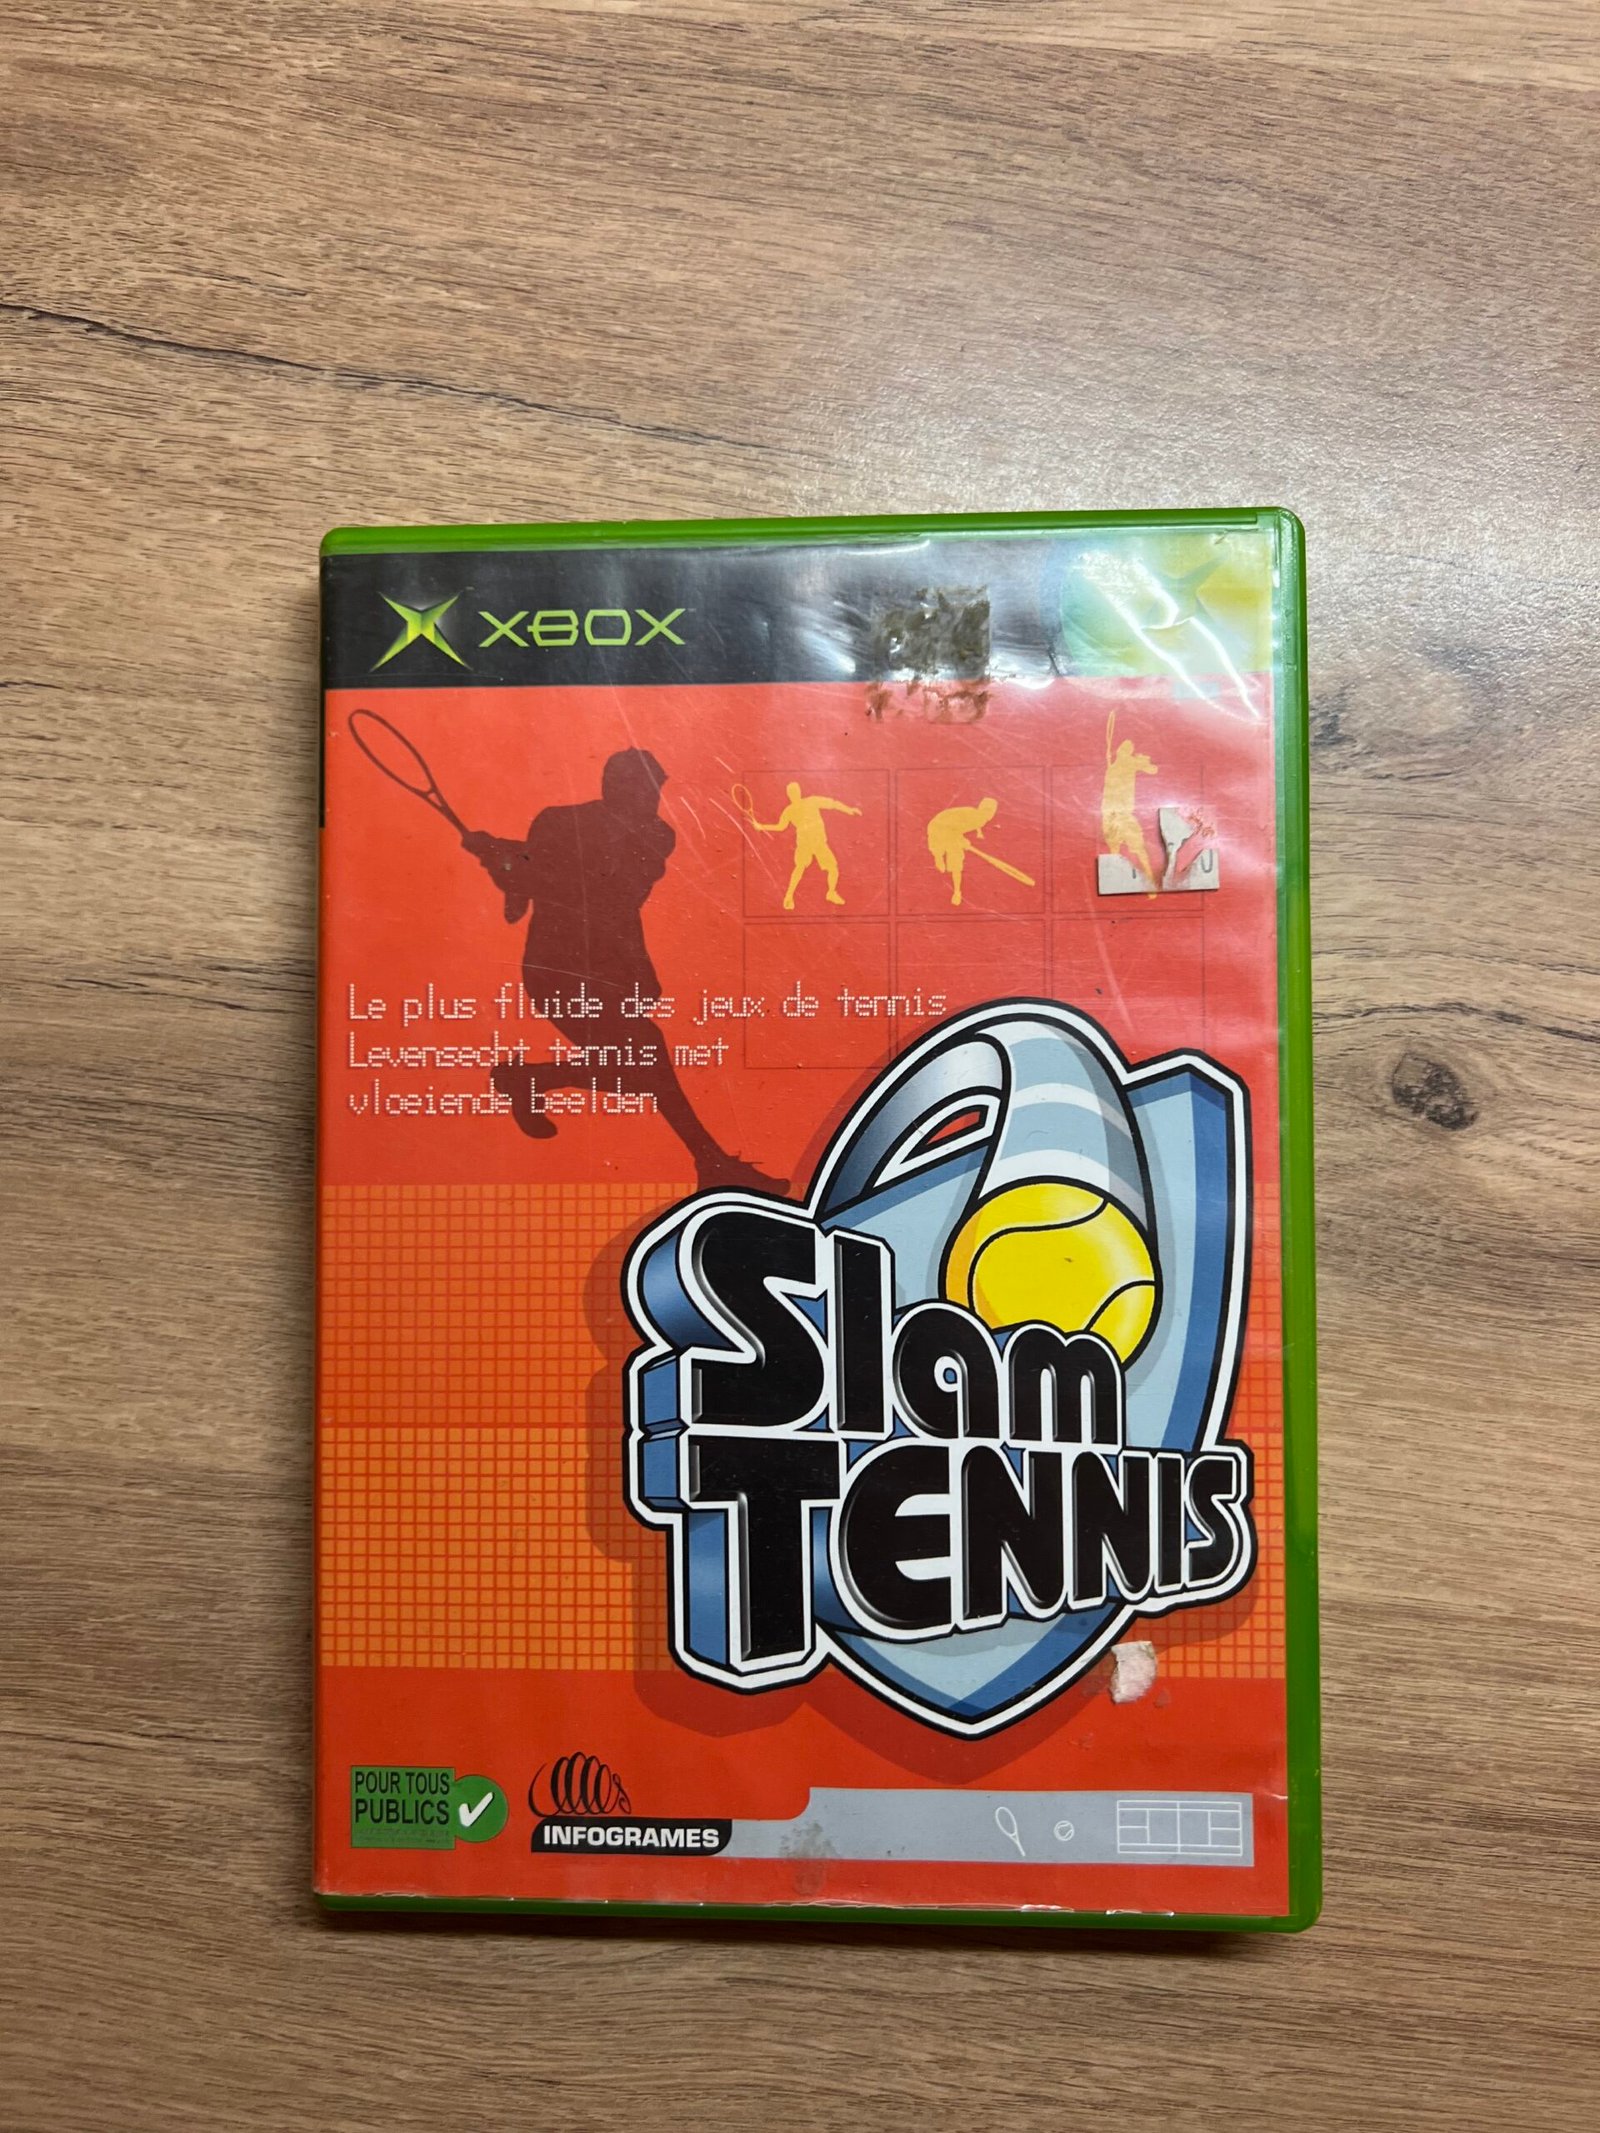 XBOX
Le plus fluide des jeux de tennis
Levensecht tennis met
vloeiende beelden
Slam
TENNIS
POUR TOUS
PUBLICS
INFOGRAMES